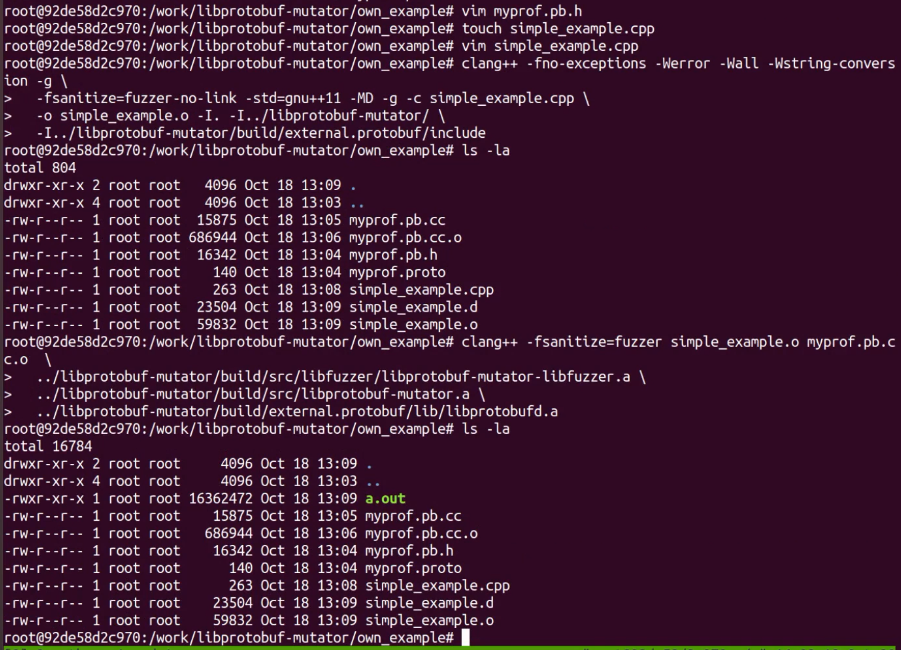 root@92de58d2c970:/work/libprotobuf-mutator/own_example# vim myprof.pb.h
root@92de58d2c970:/work/libprotobuf-mutator/own_example# touch simple_example.cpp
root@92de58d2c970:/work/libprotobuf-mutator/own_example# vim simple_example.cpp
root@92de58d2c970:/work/libprotobuf-mutator/own_example# clang++ -fno-exceptions -Werror -Wall -Wstring-convers
ion -g \
>   -fsanitize=fuzzer-no-link -std=gnu++11 -MD -g -c simple_example.cpp \
>   -o simple_example.o -I. -I../libprotobuf-mutator/ \
>   -I../libprotobuf-mutator/build/external.protobuf/include
root@92de58d2c970:/work/libprotobuf-mutator/own_example# ls -la
total 804
drwxr-xr-x 2 root root   4096 Oct 18 13:09 .
drwxr-xr-x 4 root root   4096 Oct 18 13:03 ..
-rw-r--r-- 1 root root  15875 Oct 18 13:05 myprof.pb.cc
-rw-r--r-- 1 root root 686944 Oct 18 13:06 myprof.pb.cc.o
-rw-r--r-- 1 root root  16342 Oct 18 13:04 myprof.pb.h
-rw-r--r-- 1 root root    140 Oct 18 13:04 myprof.proto
-rw-r--r-- 1 root root    263 Oct 18 13:08 simple_example.cpp
-rw-r--r-- 1 root root  23504 Oct 18 13:09 simple_example.d
-rw-r--r-- 1 root root  59832 Oct 18 13:09 simple_example.o
root@92de58d2c970:/work/libprotobuf-mutator/own_example# clang++ -fsanitize=fuzzer simple_example.o myprof.pb.c
c.o  \
>   ../libprotobuf-mutator/build/src/libfuzzer/libprotobuf-mutator-libfuzzer.a \
>   ../libprotobuf-mutator/build/src/libprotobuf-mutator.a \
>   ../libprotobuf-mutator/build/external.protobuf/lib/libprotobufd.a
root@92de58d2c970:/work/libprotobuf-mutator/own_example# ls -la
total 16784
drwxr-xr-x 2 root root     4096 Oct 18 13:09 .
drwxr-xr-x 4 root root     4096 Oct 18 13:03 ..
-rwxr-xr-x 1 root root 16362472 Oct 18 13:09 a.out
-rw-r--r-- 1 root root    15875 Oct 18 13:05 myprof.pb.cc
-rw-r--r-- 1 root root   686944 Oct 18 13:06 myprof.pb.cc.o
-rw-r--r-- 1 root root    16342 Oct 18 13:04 myprof.pb.h
-rw-r--r-- 1 root root      140 Oct 18 13:04 myprof.proto
-rw-r--r-- 1 root root      263 Oct 18 13:08 simple_example.cpp
-rw-r--r-- 1 root root    23504 Oct 18 13:09 simple_example.d
-rw-r--r-- 1 root root    59832 Oct 18 13:09 simple_example.o
root@92de58d2c970:/work/libprotobuf-mutator/own_example#